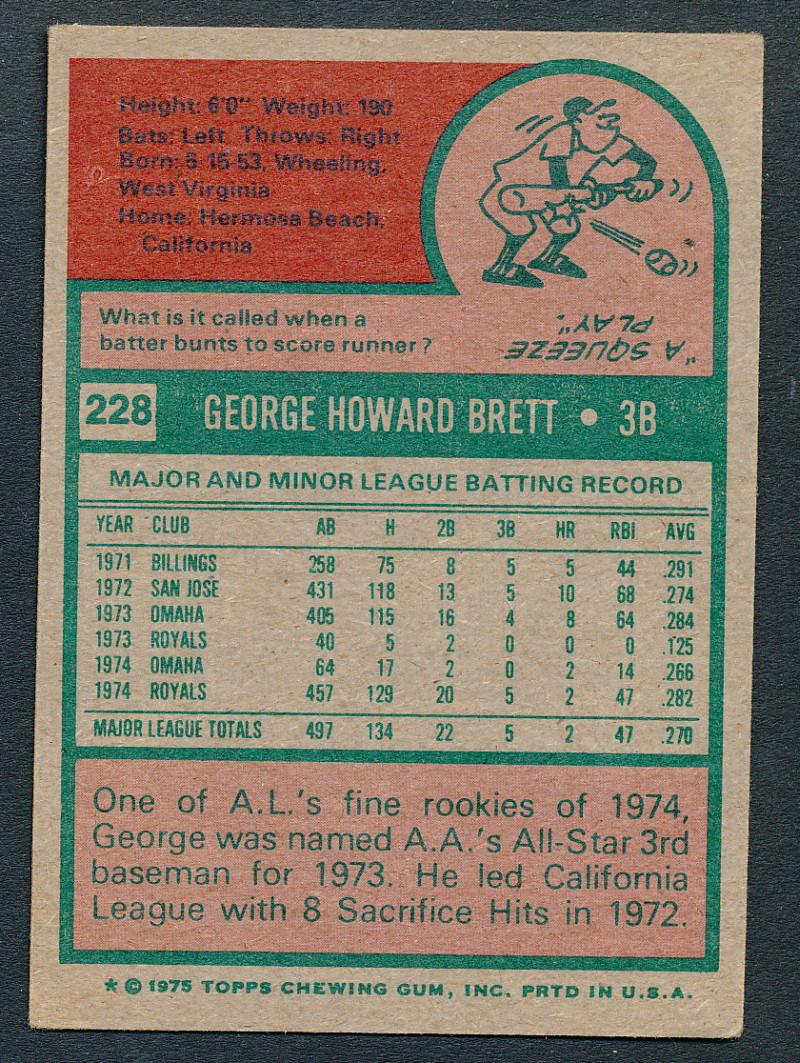 Height: 6'0" Weight: 190
Bats: Left Throws: Right
Born: 5-15-53, Wheeling,
West Virginia
Home: Hermosa Beach,
California
What is it called when a
batter bunts to score runner?
"A SQUEEZE
PLAY".
228 GEORGE HOWARD BRETT • 3B
MAJOR AND MINOR LEAGUE BATTING RECORD
YEAR CLUB AB H 2B 3B HR RBI AVG
1971 BILLINGS 258 75 8 5 5 44 .291
1972 SAN JOSE 431 118 13 5 10 68 .274
1973 OMAHA 405 115 16 4 8 64 .284
1973 ROYALS 40 5 2 0 0 0 .125
1974 OMAHA 64 17 2 0 2 14 .266
1974 ROYALS 457 129 20 5 2 47 .282
MAJOR LEAGUE TOTALS 497 134 22 5 2 47 .270
One of A.L.'s fine rookies of 1974,
George was named A.A.'s All-Star 3rd
baseman for 1973. He led California
League with 8 Sacrifice Hits in 1972.
* © 1975 TOPPS CHEWING GUM, INC. PRTD IN U.S.A.